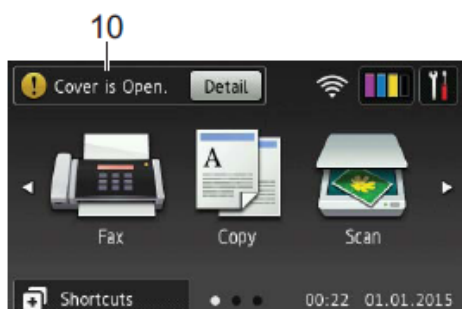 10
Cover is Open. Detail
A
Fax Copy Scan
Shortcuts 00:22 01.01.2015